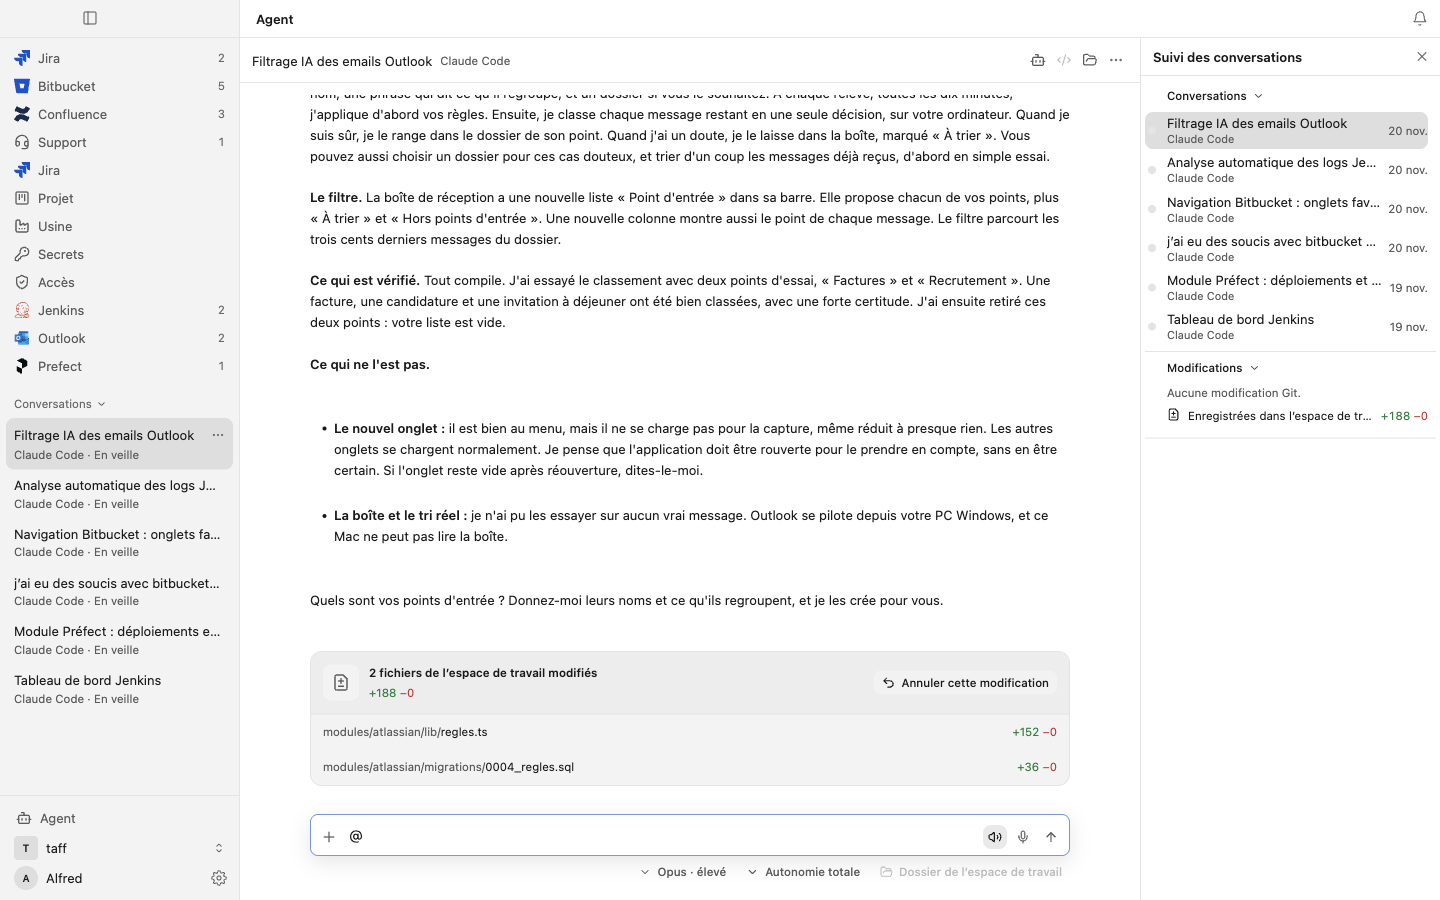 Agent
Jira 2
Bitbucket 5
Confluence 3
Support 1
Jira
Projet
Usine
Secrets
Accès
Jenkins 2
Outlook 2
Prefect 1
Conversations
Filtrage IA des emails Outlook ...
Claude Code · En veille
Analyse automatique des logs J...
Claude Code · En veille
Navigation Bitbucket : onglets fa...
Claude Code · En veille
j'ai eu des soucis avec bitbucket...
Claude Code · En veille
Module Préfect : déploiements e...
Claude Code · En veille
Tableau de bord Jenkins
Claude Code · En veille
Agent
T taff
A Alfred
Filtrage IA des emails Outlook Claude Code
nom, une phrase qui dit ce qu'il regroupe, et un dossier si vous le souhaitez. À chaque relève, toutes les dix minutes,
j'applique d'abord vos règles. Ensuite, je classe chaque message restant en une seule décision, sur votre ordinateur. Quand je
suis sûr, je le range dans le dossier de son point. Quand j'ai un doute, je le laisse dans la boîte, marqué « À trier ». Vous
pouvez aussi choisir un dossier pour ces cas douteux, et trier d'un coup les messages déjà reçus, d'abord en simple essai.
Le filtre. La boîte de réception a une nouvelle liste « Point d'entrée » dans sa barre. Elle propose chacun de vos points, plus
« À trier » et « Hors points d'entrée ». Une nouvelle colonne montre aussi le point de chaque message. Le filtre parcourt les
trois cents derniers messages du dossier.
Ce qui est vérifié. Tout compile. J'ai essayé le classement avec deux points d'essai, « Factures » et « Recrutement ». Une
facture, une candidature et une invitation à déjeuner ont été bien classées, avec une forte certitude. J'ai ensuite retiré ces
deux points : votre liste est vide.
Ce qui ne l'est pas.
• Le nouvel onglet : il est bien au menu, mais il ne se charge pas pour la capture, même réduit à presque rien. Les autres
onglets se chargent normalement. Je pense que l'application doit être rouverte pour le prendre en compte, sans en être
certain. Si l'onglet reste vide après réouverture, dites-le-moi.
• La boîte et le tri réel : je n'ai pu les essayer sur aucun vrai message. Outlook se pilote depuis votre PC Windows, et ce
Mac ne peut pas lire la boîte.
Quels sont vos points d'entrée ? Donnez-moi leurs noms et ce qu'ils regroupent, et je les crée pour vous.
2 fichiers de l'espace de travail modifiés
+188 −0
Annuler cette modification
modules/atlassian/lib/regles.ts +152 −0
modules/atlassian/migrations/0004_regles.sql +36 −0
@
Opus · élevé Autonomie totale Dossier de l'espace de travail
Suivi des conversations
Conversations
Filtrage IA des emails Outlook
Claude Code 20 nov.
Analyse automatique des logs Je...
Claude Code 20 nov.
Navigation Bitbucket : onglets fav...
Claude Code 20 nov.
j'ai eu des soucis avec bitbucket ...
Claude Code 20 nov.
Module Préfect : déploiements et ...
Claude Code 19 nov.
Tableau de bord Jenkins
Claude Code 19 nov.
Modifications
Aucune modification Git.
Enregistrées dans l'espace de tr... +188 −0